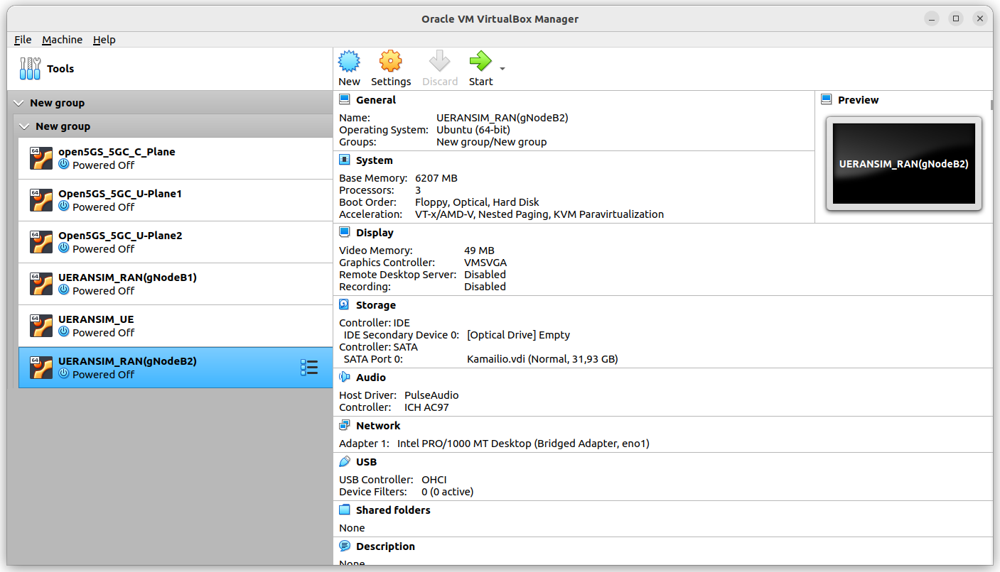 Oracle VM VirtualBox Manager
File Machine Help
Tools
New Settings Discard Start
New group
New group
64
open5GS_5GC_C_Plane
Powered Off
64
Open5GS_5GC_U-Plane1
Powered Off
64
Open5GS_5GC_U-Plane2
Powered Off
64
UERANSIM_RAN(gNodeB1)
Powered Off
64
UERANSIM_UE
Powered Off
64
UERANSIM_RAN(gNodeB2)
Powered Off
General
Name: UERANSIM_RAN(gNodeB2)
Operating System: Ubuntu (64-bit)
Groups: New group/New group
Preview
UERANSIM_RAN(gNodeB2)
System
Base Memory: 6207 MB
Processors: 3
Boot Order: Floppy, Optical, Hard Disk
Acceleration: VT-x/AMD-V, Nested Paging, KVM Paravirtualization
Display
Video Memory: 49 MB
Graphics Controller: VMSVGA
Remote Desktop Server: Disabled
Recording: Disabled
Storage
Controller: IDE
IDE Secondary Device 0: [Optical Drive] Empty
Controller: SATA
SATA Port 0: Kamailio.vdi (Normal, 31,93 GB)
Audio
Host Driver: PulseAudio
Controller: ICH AC97
Network
Adapter 1: Intel PRO/1000 MT Desktop (Bridged Adapter, eno1)
USB
USB Controller: OHCI
Device Filters: 0 (0 active)
Shared folders
None
Description
None